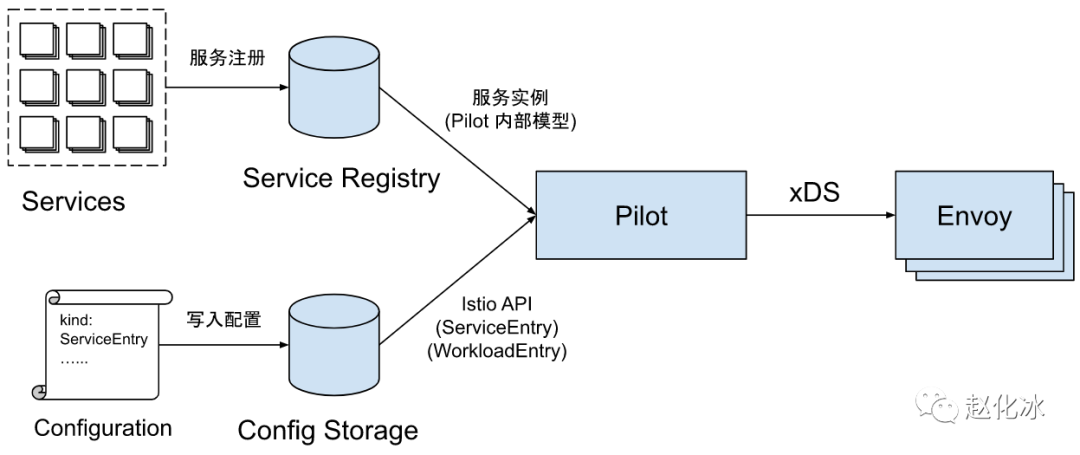 服务注册
服务实例
(Pilot 内部模型)
Service Registry
Services
Pilot
xDS
Envoy
kind:
ServiceEntry
…...
写入配置
Istio API
(ServiceEntry)
(WorkloadEntry)
Configuration
Config Storage
赵化冰